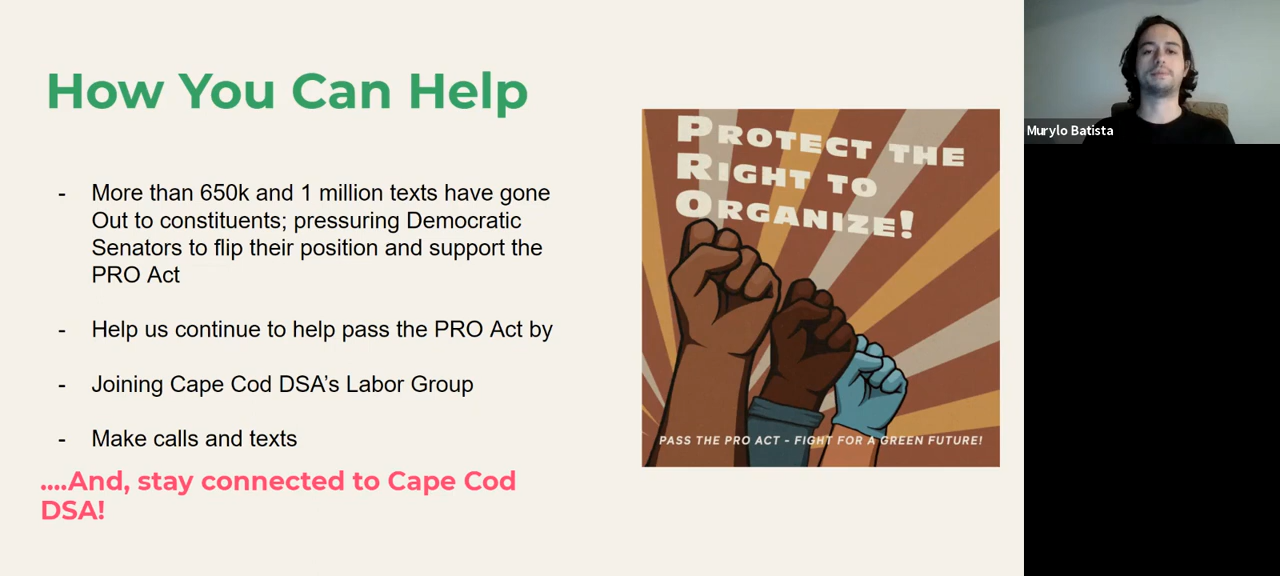 How You Can Help
- More than 650k and 1 million texts have gone
Out to constituents; pressuring Democratic
Senators to flip their position and support the
PRO Act
- Help us continue to help pass the PRO Act by
- Joining Cape Cod DSA’s Labor Group
- Make calls and texts
....And, stay connected to Cape Cod
DSA!
PROTECT THE
RIGHT TO
ORGANIZE!
PASS THE PRO ACT - FIGHT FOR A GREEN FUTURE!
Murylo Batista